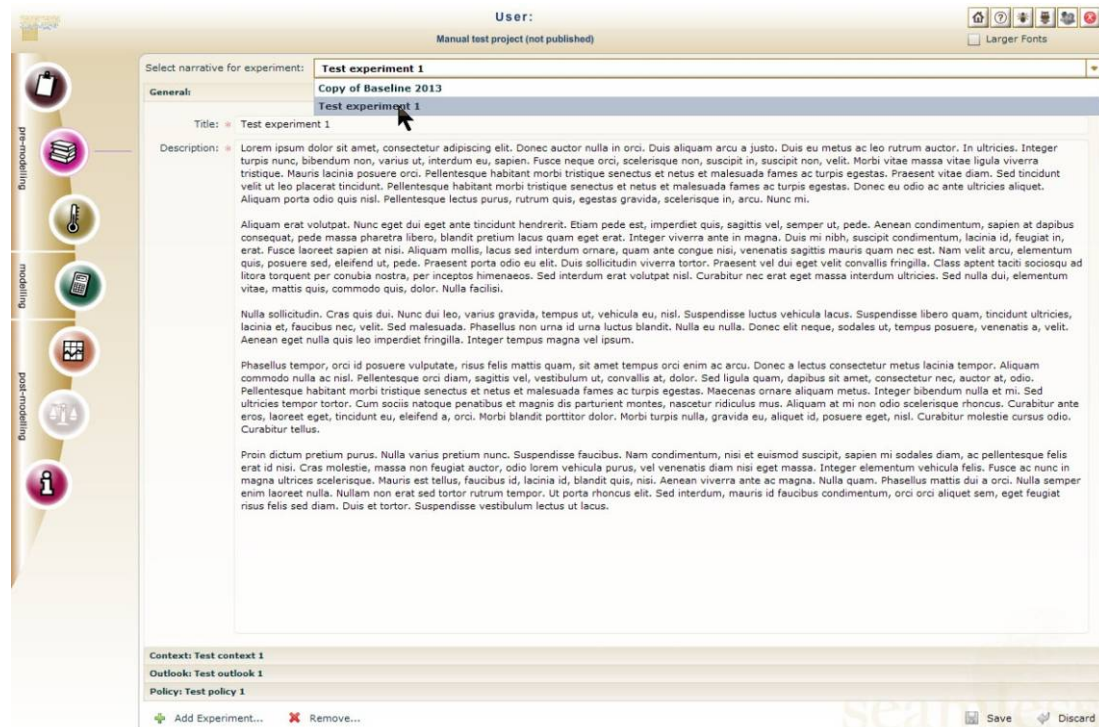 User:
Manual test project (not published)
Larger Fonts
Select narrative for experiment: Test experiment 1
Copy of Baseline 2013
Test experiment 1
General:
Title: Test experiment 1
Description: Lorem ipsum dolor sit amet, consectetur adipiscing elit. Donec auctor nulla in orci. Duis aliquam arcu a justo. Duis eu metus ac leo rutrum auctor. In ultricies. Integer
turpis nunc, bibendum non, varius ut, interdum eu, sapien. Fusce neque orci, scelerisque non, suscipit in, suscipit non, velit. Morbi vitae massa vitae ligula viverra
tristique. Mauris lacinia posuere orci. Pellentesque habitant morbi tristique senectus et netus et malesuada fames ac turpis egestas. Praesent vitae diam. Sed tincidunt
velit ut leo placerat tincidunt. Pellentesque habitant morbi tristique senectus et netus et malesuada fames ac turpis egestas. Donec eu odio ac ante ultricies aliquet.
Aliquam porta odio quis nisl. Pellentesque lectus purus, rutrum quis, egestas gravida, scelerisque in, arcu. Nunc mi.
Aliquam erat volutpat. Nunc eget dui eget ante tincidunt hendrerit. Etiam pede est, imperdiet quis, sagittis vel, semper ut, pede. Aenean condimentum, sapien at dapibus
consequat, pede massa pharetra libero, blandit pretium lacus quam eget erat. Integer viverra ante in magna. Duis mi nibh, suscipit condimentum, lacinia id, feugiat in,
erat. Fusce laoreet sapien at nisi. Aliquam mollis, lacus sed interdum ornare, quam ante congue nisi, venenatis sagittis mauris quam nec est. Nam velit arcu, elementum
quis, posuere sed, eleifend ut, pede. Praesent porta odio eu elit. Duis sollicitudin viverra tortor. Praesent vel dui eget velit convallis fringilla. Class aptent taciti sociosqu ad
litora torquent per conubia nostra, per inceptos himenaeos. Sed interdum erat volutpat nisl. Curabitur nec erat eget massa interdum ultricies. Sed nulla dui, elementum
vitae, mattis quis, commodo quis, dolor. Nulla facilisi.
Nulla sollicitudin. Cras quis dui. Nunc dui leo, varius gravida, tempus ut, vehicula eu, nisl. Suspendisse luctus vehicula lacus. Suspendisse libero quam, tincidunt ultricies,
lacinia et, faucibus nec, velit. Sed malesuada. Phasellus non urna id urna luctus blandit. Nulla eu nulla. Donec elit neque, sodales ut, tempus posuere, venenatis a, velit.
Aenean eget nulla quis leo imperdiet fringilla. Integer tempus magna vel ipsum.
Phasellus tempor, orci id posuere vulputate, risus felis mattis quam, sit amet tempus orci enim ac arcu. Donec a lectus consectetur metus lacinia tempor. Aliquam
commodo nulla ac nisl. Pellentesque orci diam, sagittis vel, vestibulum ut, convallis at, dolor. Sed ligula quam, dapibus sit amet, consectetur nec, auctor at, odio.
Pellentesque habitant morbi tristique senectus et netus et malesuada fames ac turpis egestas. Maecenas ornare aliquam metus. Integer bibendum nulla et mi. Sed
ultricies tempor tortor. Cum sociis natoque penatibus et magnis dis parturient montes, nascetur ridiculus mus. Aliquam at mi non odio scelerisque rhoncus. Curabitur ante
eros, laoreet eget, tincidunt eu, eleifend a, orci. Morbi blandit porttitor dolor. Morbi turpis nulla, gravida eu, aliquet id, posuere eget, nisl. Curabitur molestie cursus odio.
Curabitur tellus.
Proin dictum pretium purus. Nulla varius pretium nunc. Suspendisse faucibus. Nam condimentum, nisi et euismod suscipit, sapien mi sodales diam, ac pellentesque felis
erat id nisi. Cras molestie, massa non feugiat auctor, odio lorem vehicula purus, vel venenatis diam nisi eget massa. Integer elementum vehicula felis. Fusce ac nunc in
magna ultrices scelerisque. Mauris est tellus, faucibus id, lacinia id, blandit quis, nisi. Aenean viverra ante ac magna. Nulla quam. Phasellus mattis dui a orci. Nulla semper
enim laoreet nulla. Nullam non erat sed tortor rutrum tempor. Ut porta rhoncus elit. Sed interdum, mauris id faucibus condimentum, orci orci aliquet sem, eget feugiat
risus felis sed diam. Duis et tortor. Suspendisse vestibulum lectus ut lacus.
pre-modelling
modelling
post-modelling
Context: Test context 1
Outlook: Test outlook 1
Policy: Test policy 1
Add Experiment... Remove... Save Discard